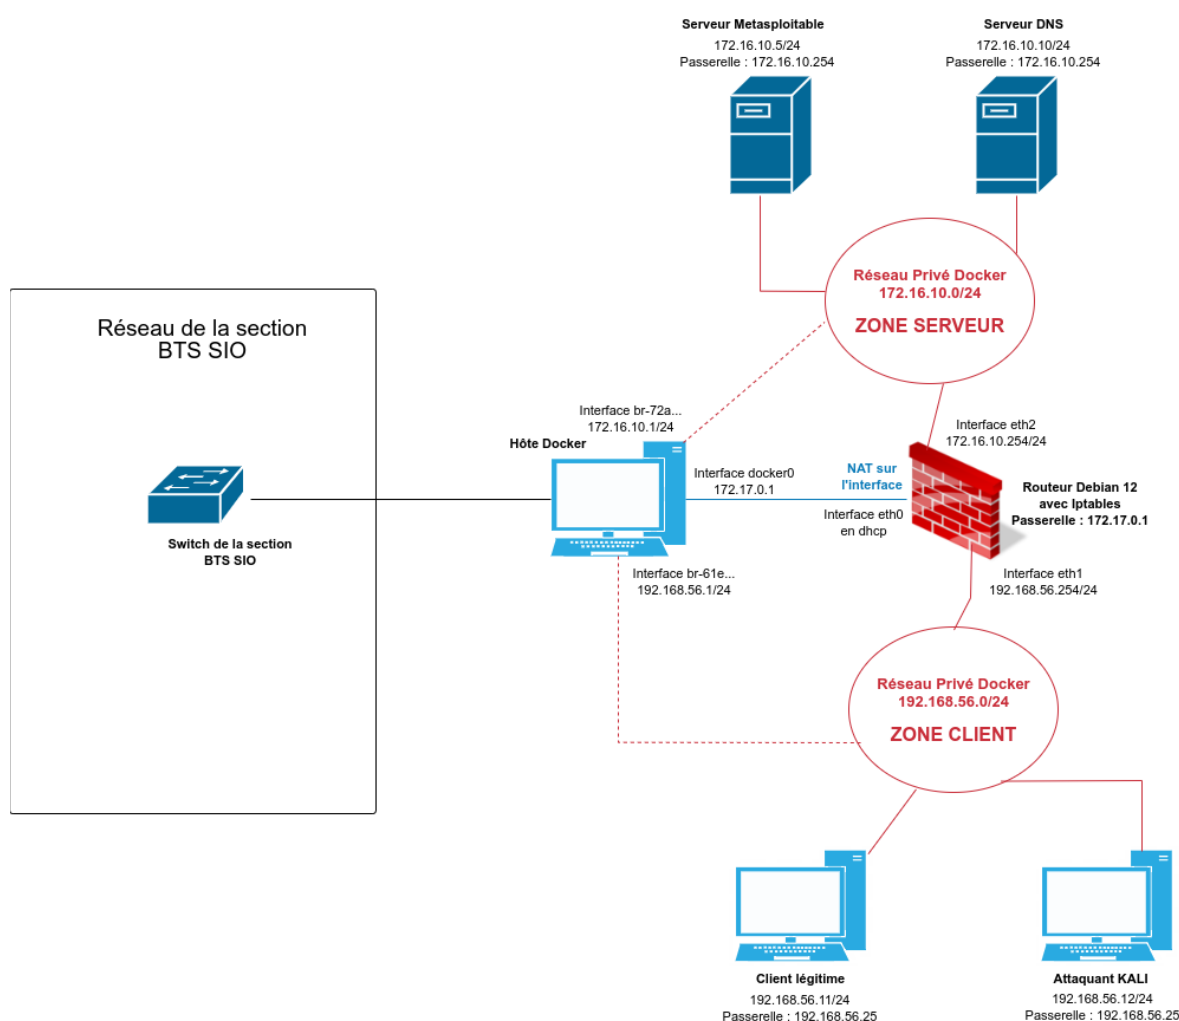 Serveur Metasploitable
172.16.10.5/24
Passerelle : 172.16.10.254
Serveur DNS
172.16.10.10/24
Passerelle : 172.16.10.254
Réseau Privé Docker
172.16.10.0/24
ZONE SERVEUR
Réseau de la section
BTS SIO
Switch de la section
BTS SIO
Interface br-72a...
172.16.10.1/24
Hôte Docker
Interface docker0
172.17.0.1
NAT sur
l'interface
Interface eth0
en dhcp
Interface eth2
172.16.10.254/24
Routeur Debian 12
avec Iptables
Passerelle : 172.17.0.1
Interface br-61e...
192.168.56.1/24
Interface eth1
192.168.56.254/24
Réseau Privé Docker
192.168.56.0/24
ZONE CLIENT
Client légitime
192.168.56.11/24
Passerelle : 192.168.56.25
Attaquant KALI
192.168.56.12/24
Passerelle : 192.168.56.25